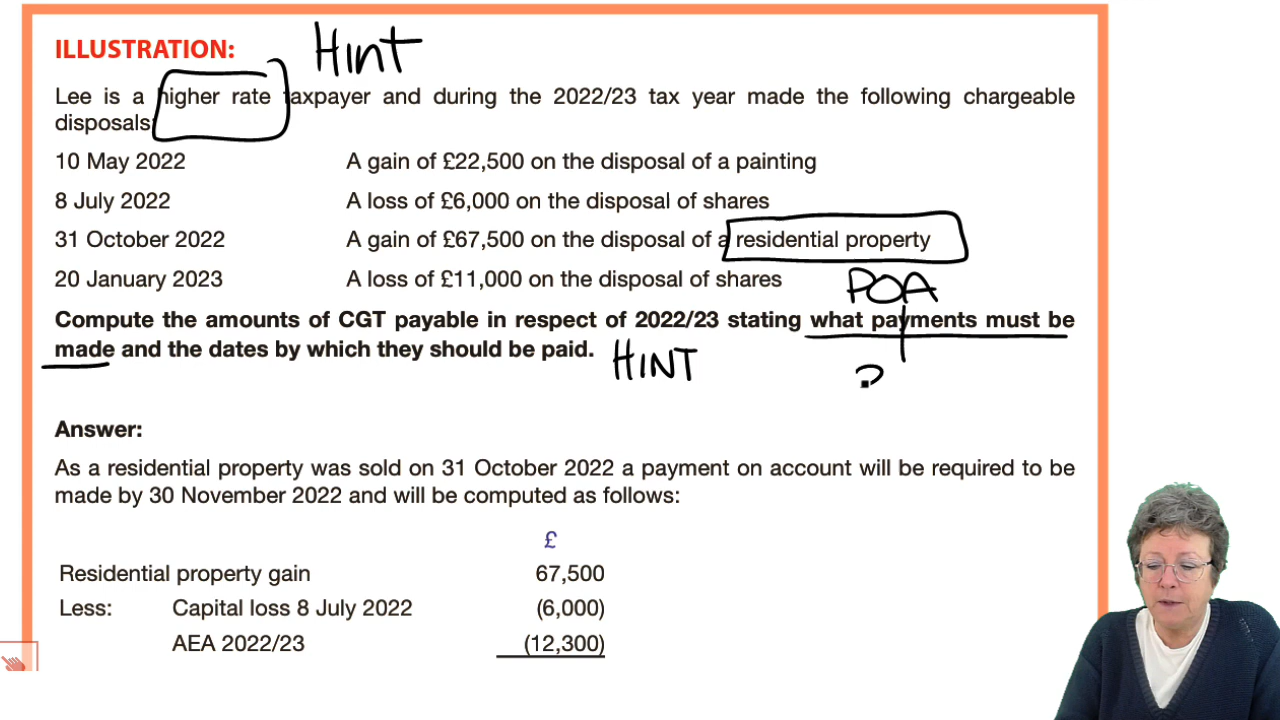 ILLUSTRATION:
Hint
Lee is a higher rate taxpayer and during the 2022/23 tax year made the following chargeable
disposals:
10 May 2022 A gain of £22,500 on the disposal of a painting
8 July 2022 A loss of £6,000 on the disposal of shares
31 October 2022 A gain of £67,500 on the disposal of a residential property
20 January 2023 A loss of £11,000 on the disposal of shares
POA
Compute the amounts of CGT payable in respect of 2022/23 stating what payments must be
made and the dates by which they should be paid.
HINT
?
Answer:
As a residential property was sold on 31 October 2022 a payment on account will be required to be
made by 30 November 2022 and will be computed as follows:
£
Residential property gain 67,500
Less: Capital loss 8 July 2022 (6,000)
AEA 2022/23 (12,300)